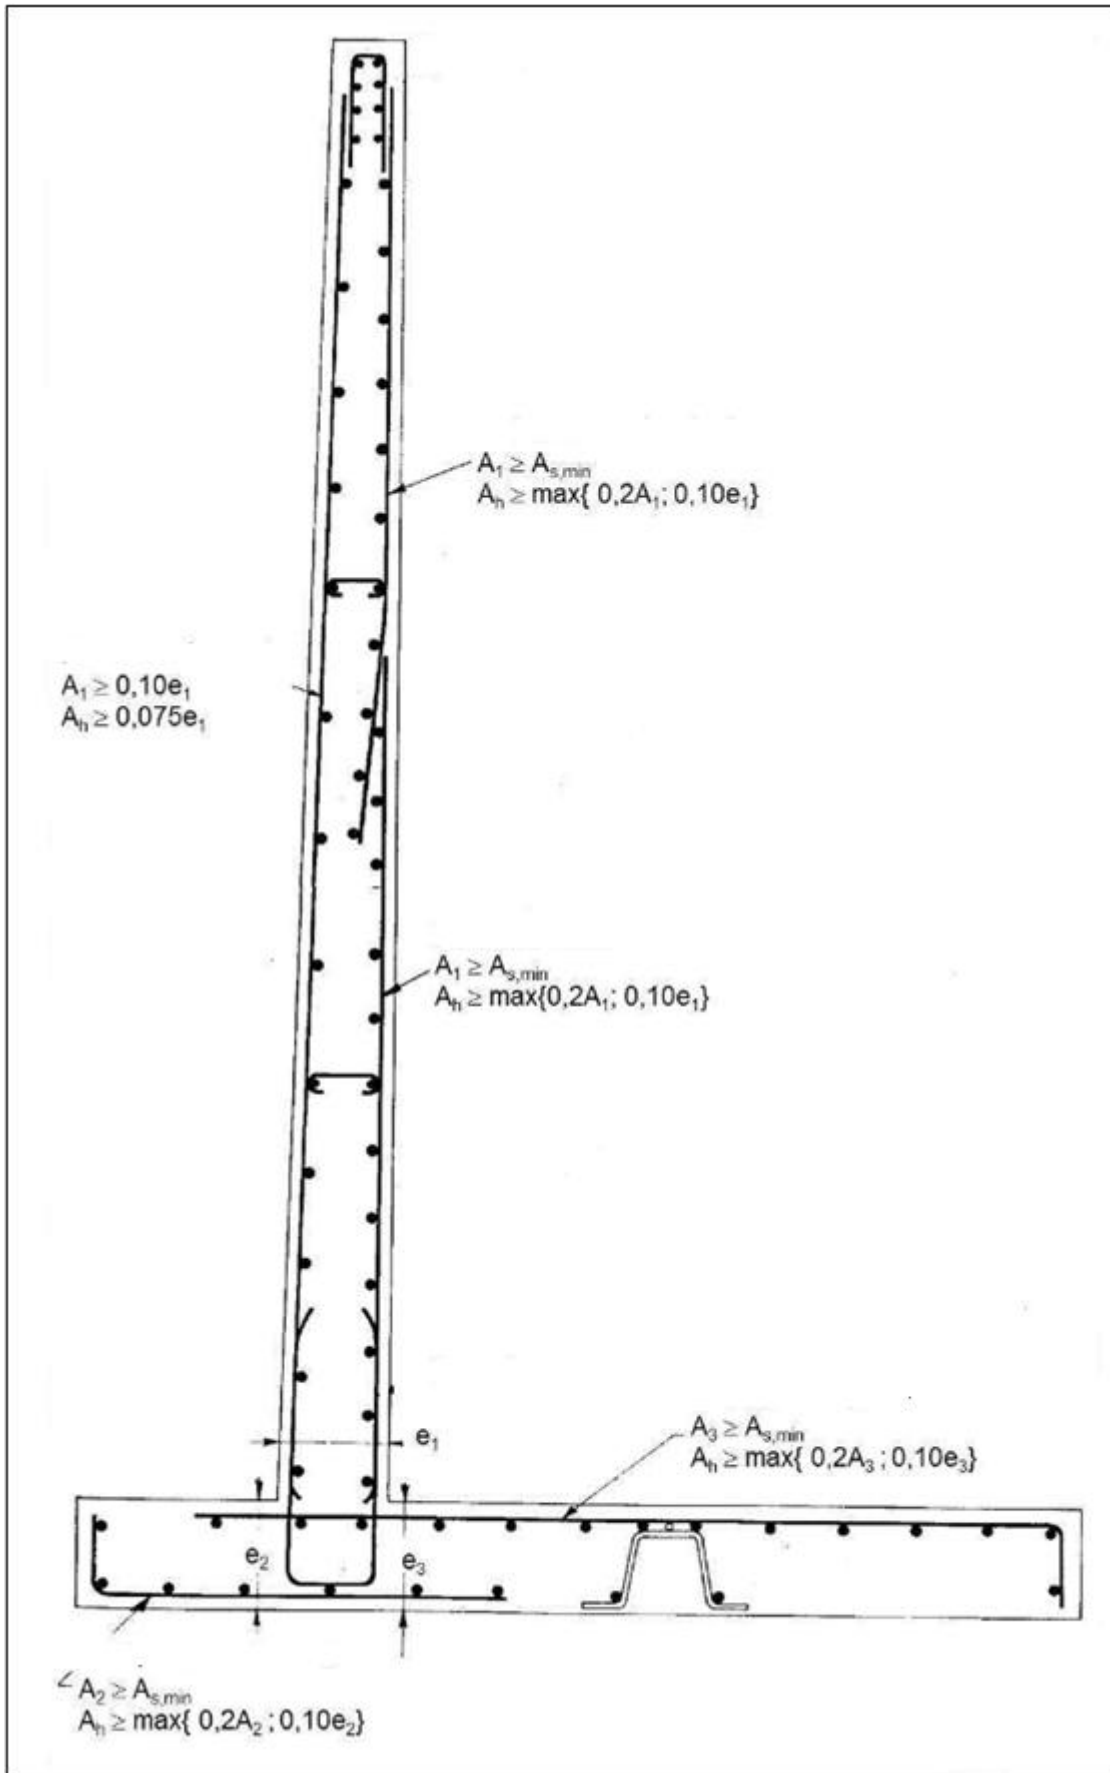 A₁ ≥ A_s,min
A_h ≥ max{ 0,2A₁; 0,10e₁}
A₁ ≥ 0,10e₁
A_h ≥ 0,075e₁
A₁ ≥ A_s,min
A_h ≥ max{0,2A₁; 0,10e₁}
e₁
A₃ ≥ A_s,min
A_h ≥ max{ 0,2A₃ ; 0,10e₃}
e₂
e₃
A₂ ≥ A_s,min
A_h ≥ max{ 0,2A₂ ; 0,10e₂}